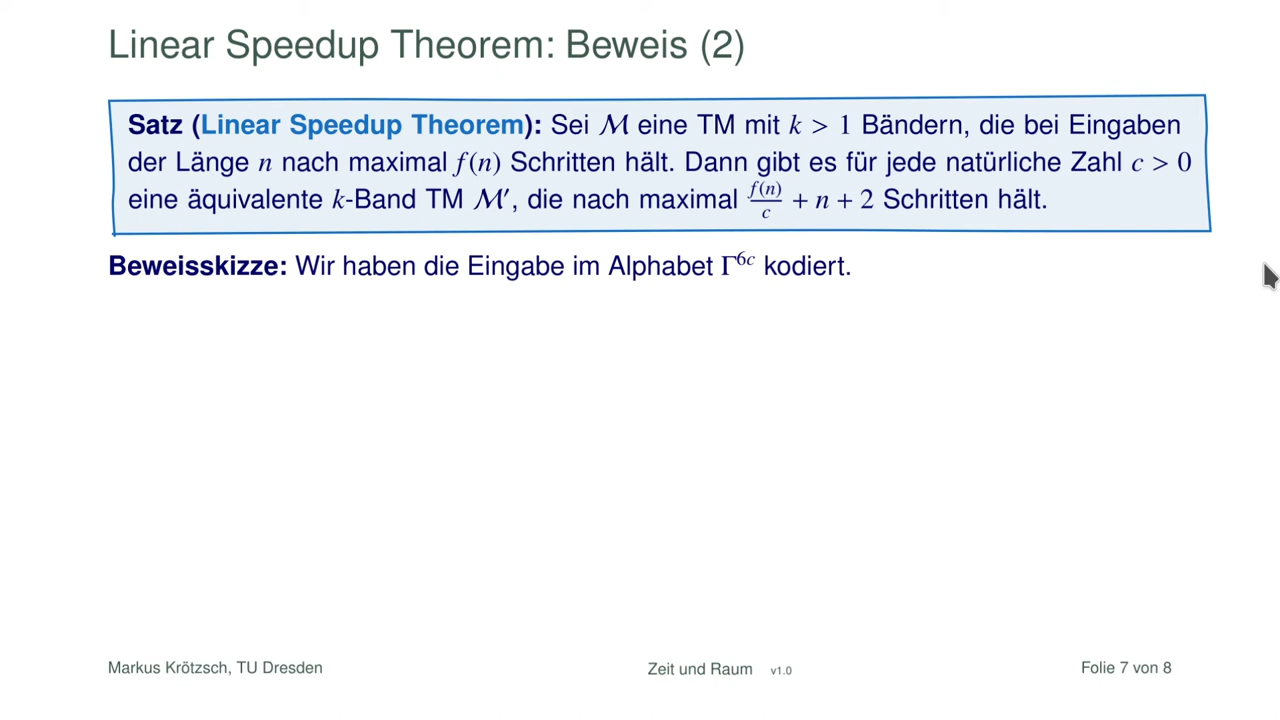 Linear Speedup Theorem: Beweis (2)
Satz (Linear Speedup Theorem): Sei ℳ eine TM mit k > 1 Bändern, die bei Eingaben
der Länge n nach maximal f(n) Schritten hält. Dann gibt es für jede natürliche Zahl c > 0
eine äquivalente k-Band TM ℳ′, die nach maximal f(n)/c + n + 2 Schritten hält.
Beweisskizze: Wir haben die Eingabe im Alphabet Γ⁶ᶜ kodiert.
Markus Krötzsch, TU Dresden Zeit und Raum v1.0 Folie 7 von 8